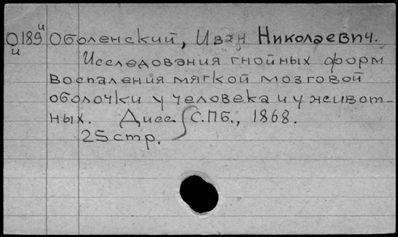 О189 Оболенский, Иван Николаевич.
Исследования гнойных форм
воспаления мягкой мозговой
оболочки у человека и у живот-
ных. Дисс. С.Пб., 1868.
25 стр.